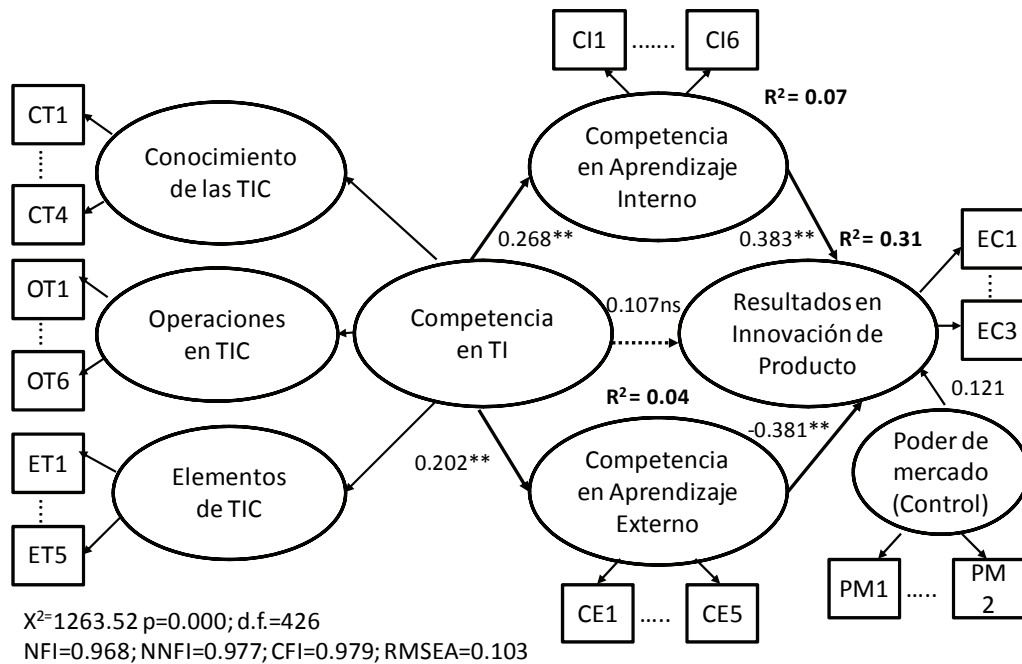 CI1 ....... CI6
R²= 0.07
CT1
CT4
Conocimiento
de las TIC
Competencia
en Aprendizaje
Interno
0.268**
0.383**
R²= 0.31
EC1
EC3
OT1
OT6
Operaciones
en TIC
Competencia
en TI
0.107ns
Resultados en
Innovación de
Producto
R²= 0.04
-0.381**
0.121
ET1
ET5
Elementos
de TIC
0.202**
Competencia
en Aprendizaje
Externo
Poder de
mercado
(Control)
CE1 ..... CE5
PM1 ..... PM
2
X²⁼1263.52 p=0.000; d.f.=426
NFI=0.968; NNFI=0.977; CFI=0.979; RMSEA=0.103